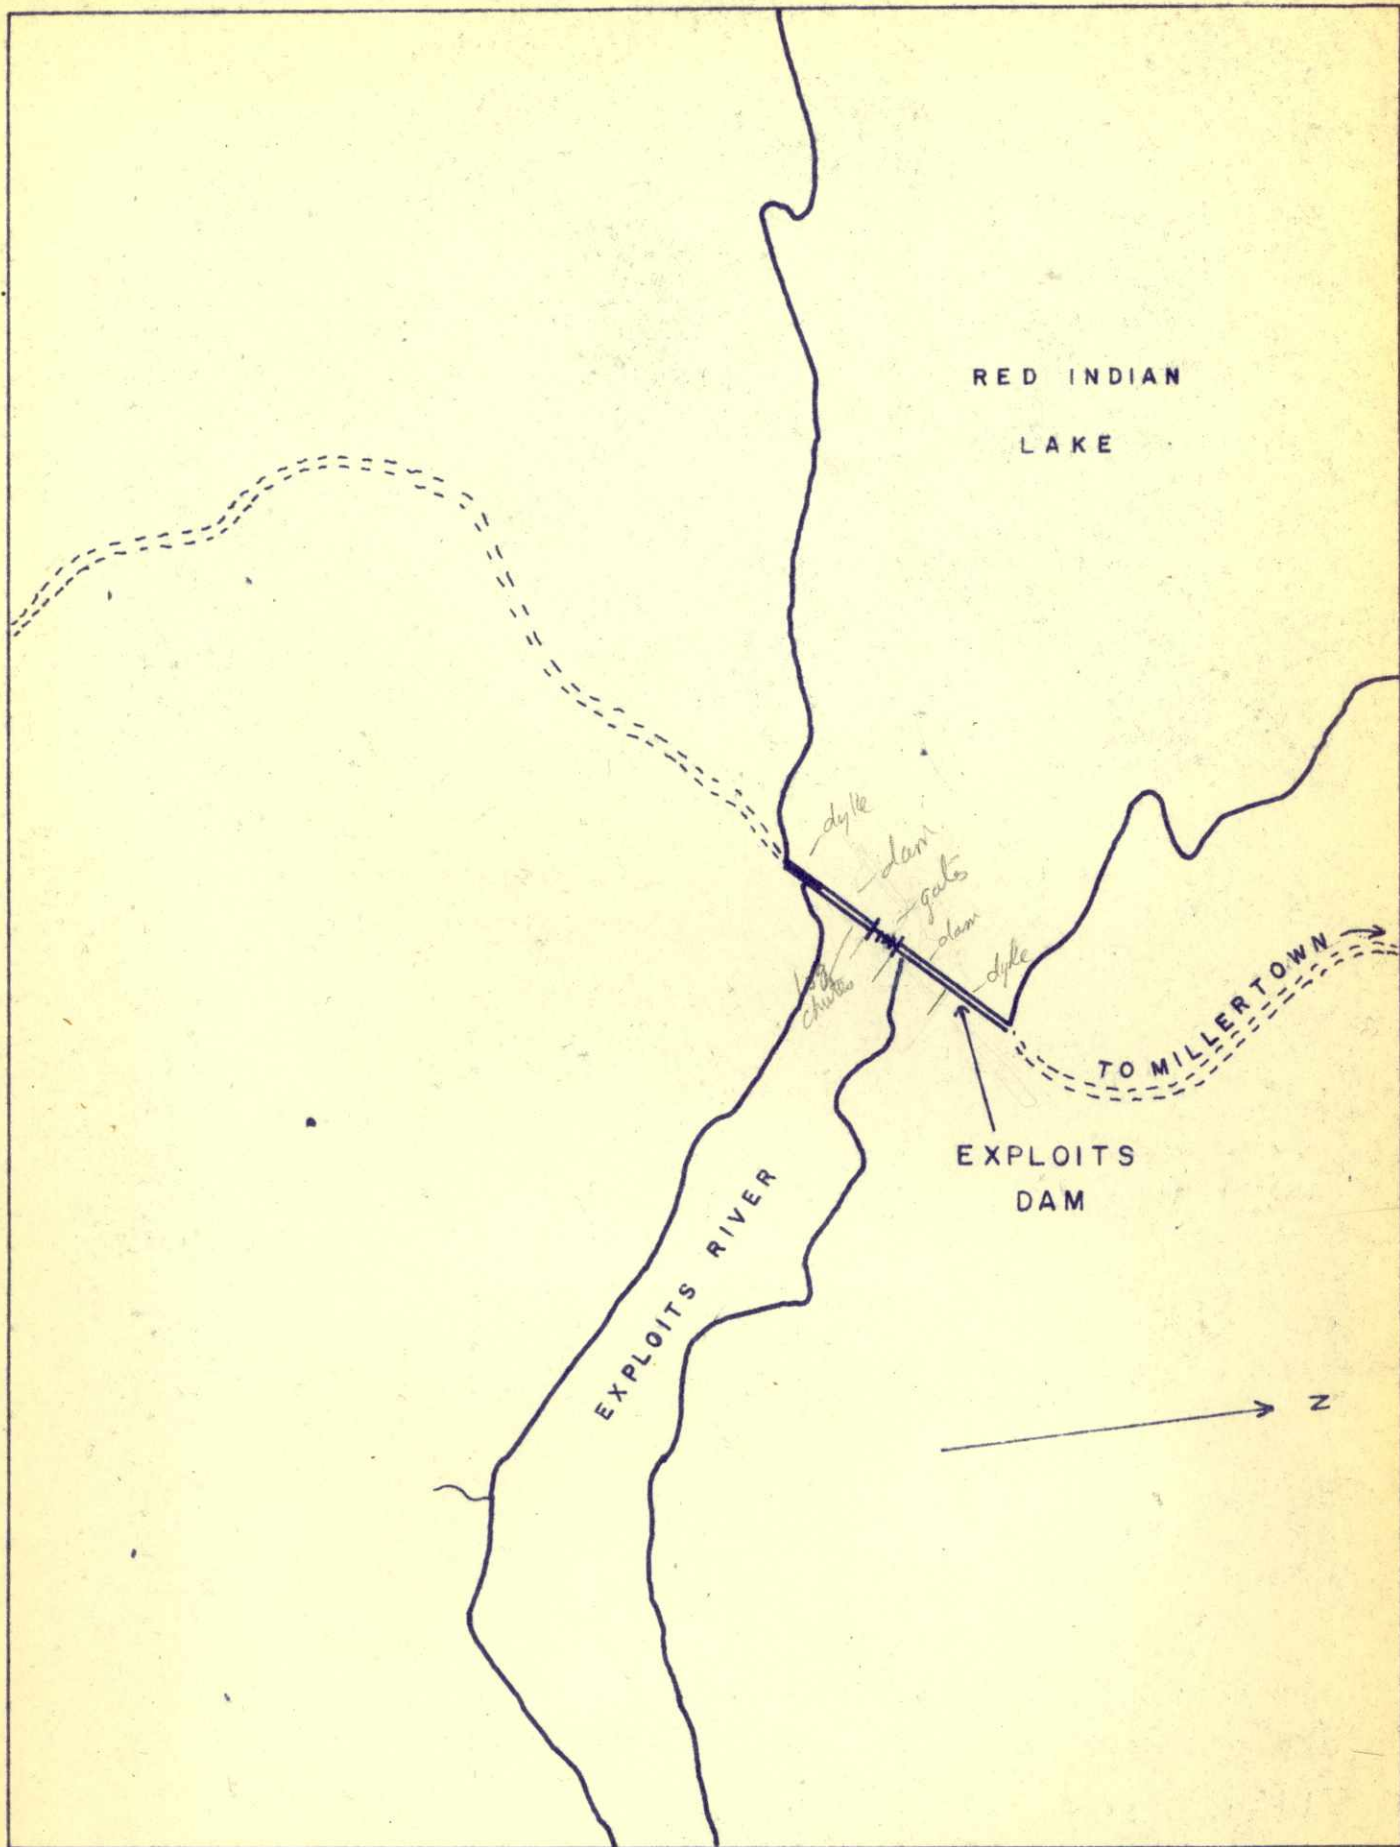 RED INDIAN
LAKE
dyke
dam
gates
dam
dyke
log
chutes
TO MILLERTOWN
EXPLOITS
DAM
EXPLOITS RIVER
N